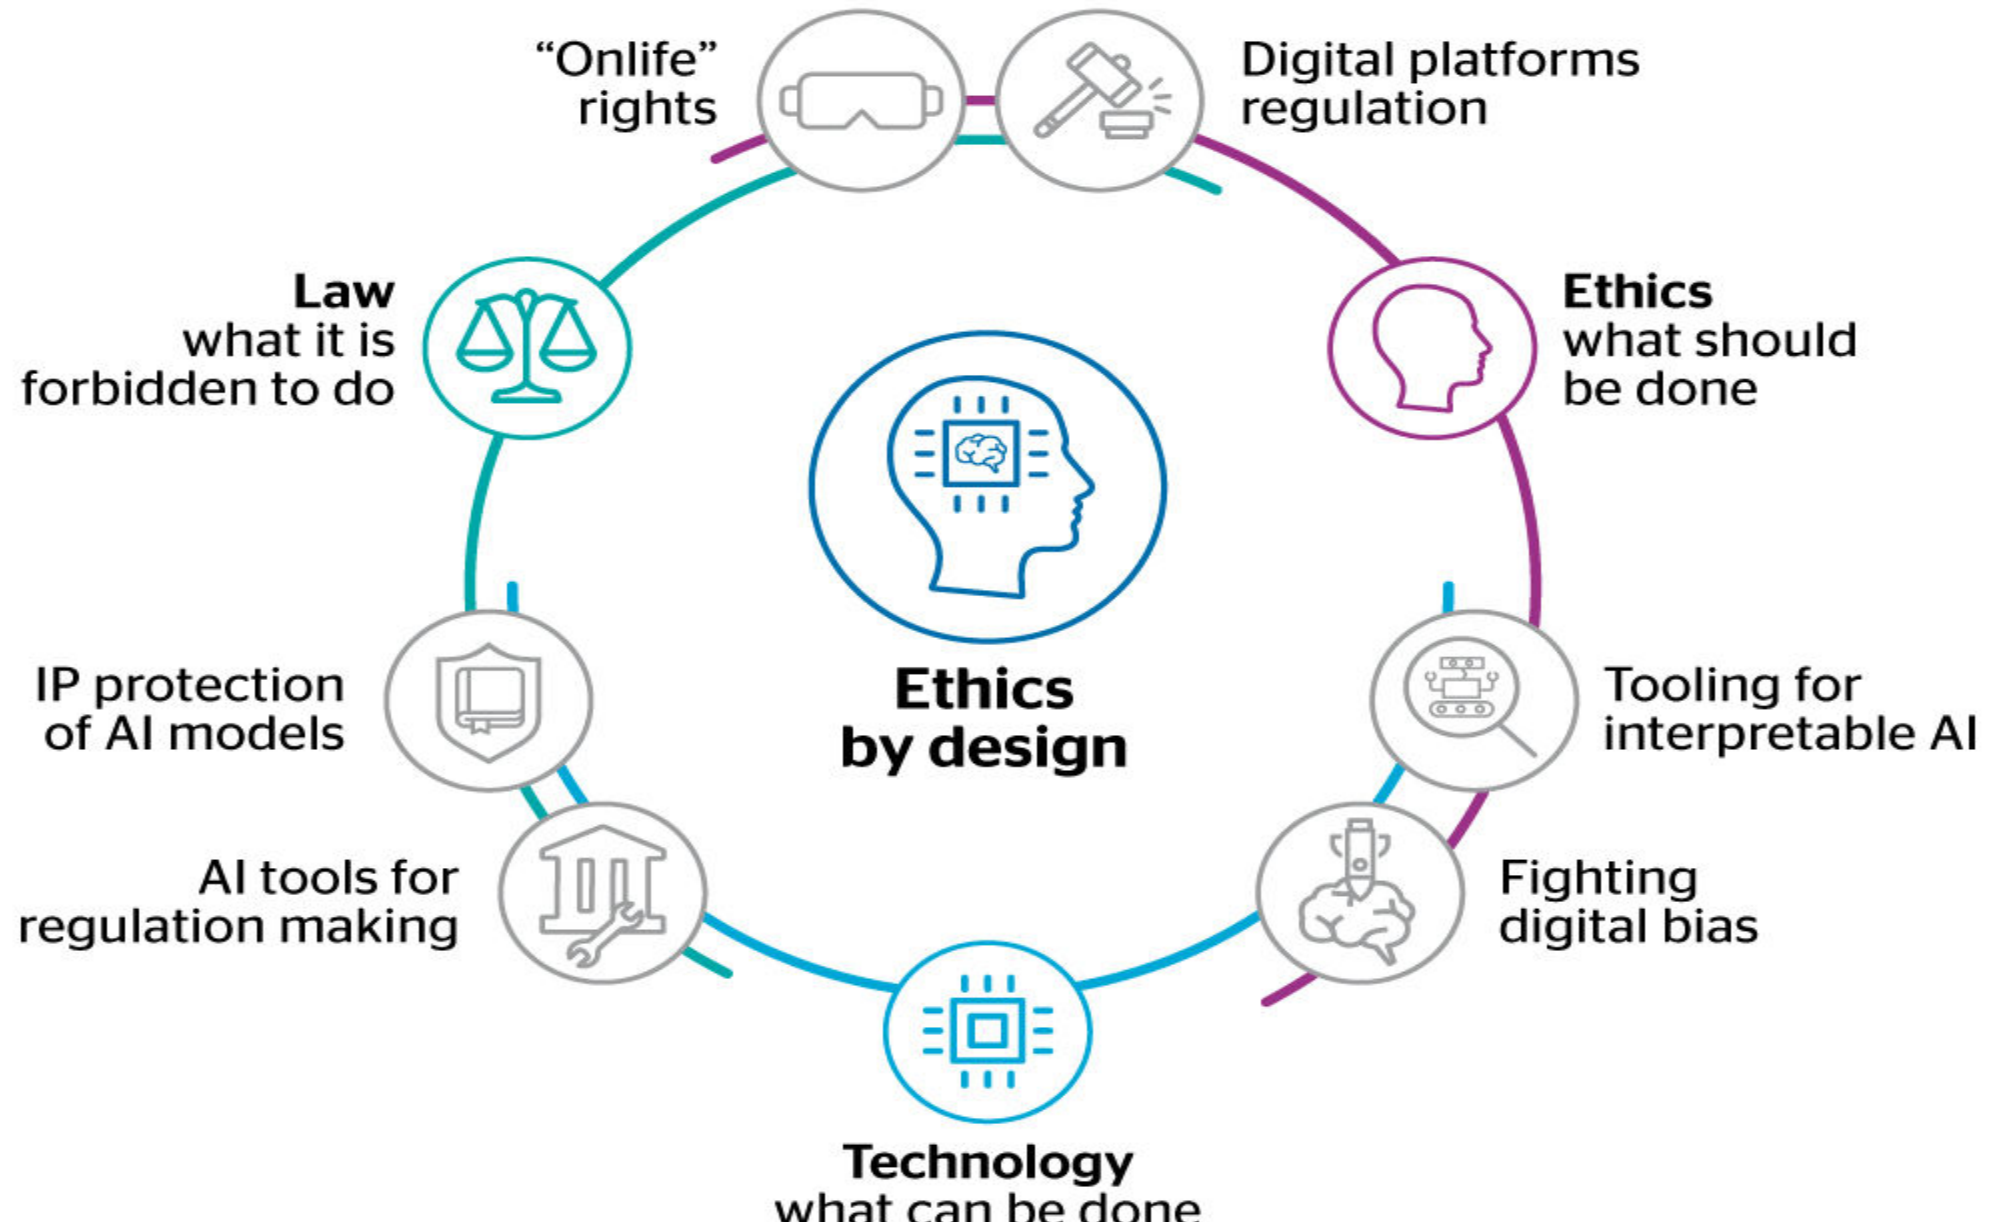 “Onlife”
rights
Digital platforms
regulation
Law
what it is
forbidden to do
Ethics
what should
be done
Ethics
by design
IP protection
of AI models
Tooling for
interpretable AI
AI tools for
regulation making
Fighting
digital bias
Technology
what can be done